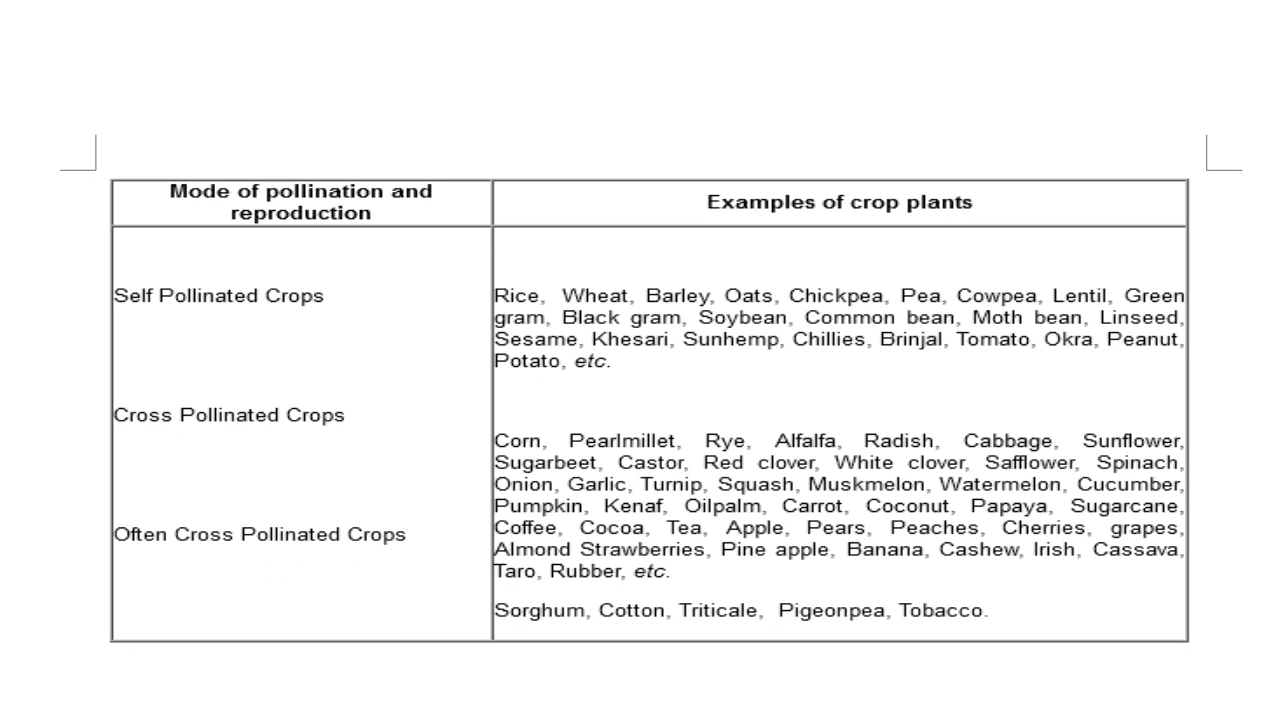 Mode of pollination and
reproduction
Examples of crop plants
Self Pollinated Crops
Rice, Wheat, Barley, Oats, Chickpea, Pea, Cowpea, Lentil, Green
gram, Black gram, Soybean, Common bean, Moth bean, Linseed,
Sesame, Khesari, Sunhemp, Chillies, Brinjal, Tomato, Okra, Peanut,
Potato, etc.
Cross Pollinated Crops
Corn, Pearlmillet, Rye, Alfalfa, Radish, Cabbage, Sunflower,
Sugarbeet, Castor, Red clover, White clover, Safflower, Spinach,
Onion, Garlic, Turnip, Squash, Muskmelon, Watermelon, Cucumber,
Pumpkin, Kenaf, Oilpalm, Carrot, Coconut, Papaya, Sugarcane,
Coffee, Cocoa, Tea, Apple, Pears, Peaches, Cherries, grapes,
Almond Strawberries, Pine apple, Banana, Cashew, Irish, Cassava,
Taro, Rubber, etc.
Often Cross Pollinated Crops
Sorghum, Cotton, Triticale, Pigeonpea, Tobacco.